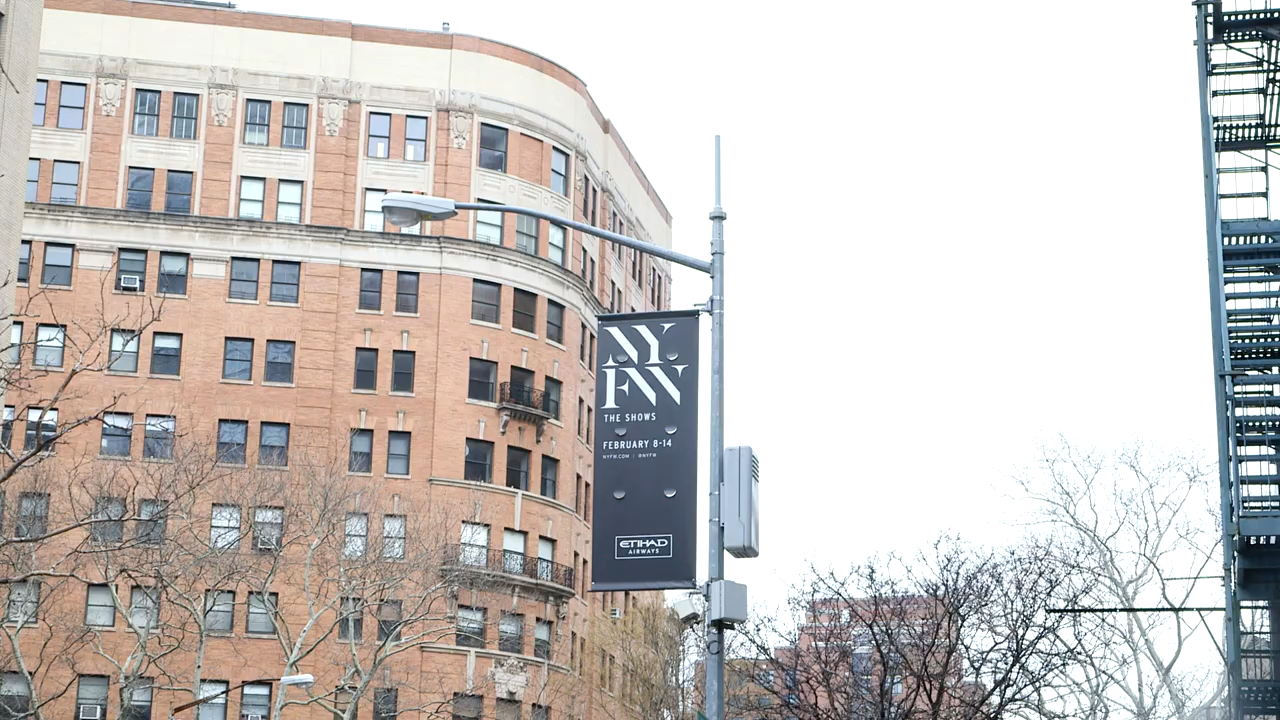 NY
FW
THE SHOWS
FEBRUARY 8-14
NYFW.COM | @NYFW
ETIHAD
AIRWAYS